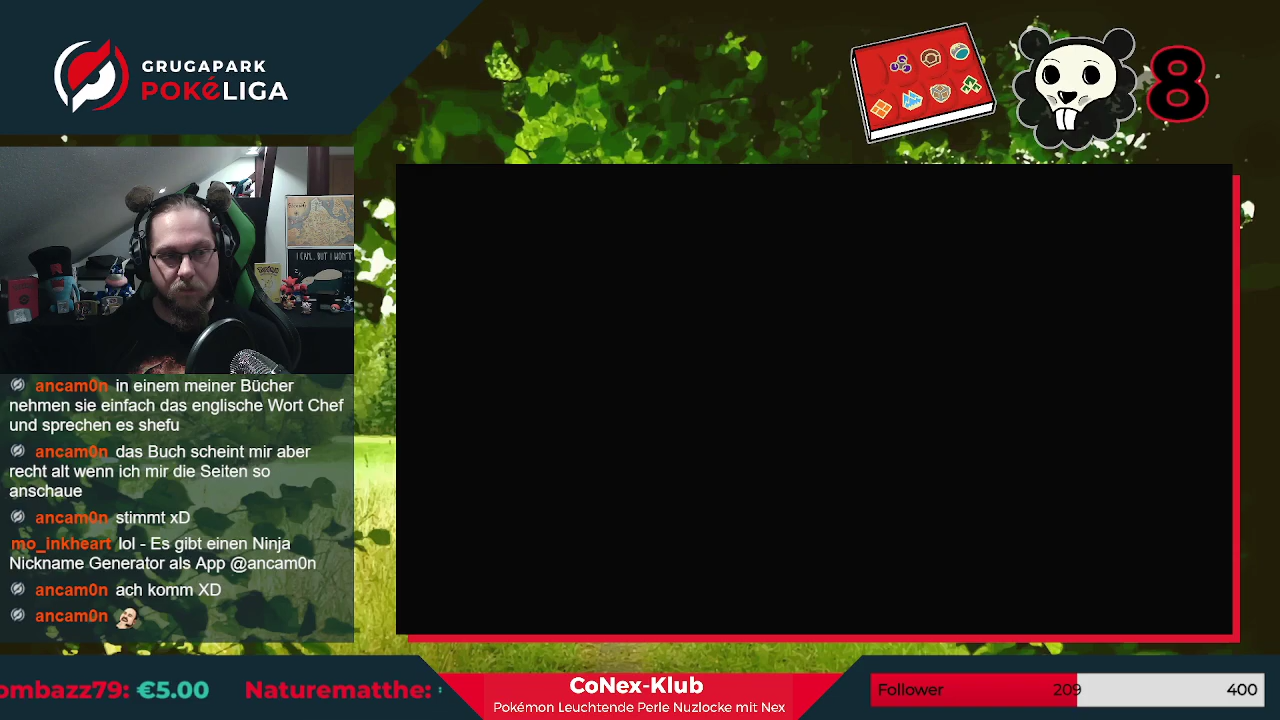 GRUGAPARK
POKéLIGA
8
I CAN.. BUT I WON'T
ancam0n in einem meiner Bücher
nehmen sie einfach das englische Wort Chef
und sprechen es shefu
ancam0n das Buch scheint mir aber
recht alt wenn ich mir die Seiten so
anschaue
ancam0n stimmt xD
mo_inkheart lol - Es gibt einen Ninja
Nickname Generator als App @ancam0n
ancam0n ach komm XD
ancam0n
ombazz79: €5.00 Naturematthe:
CoNex-Klub
Pokémon Leuchtende Perle Nuzlocke mit Nex
Follower 209 400